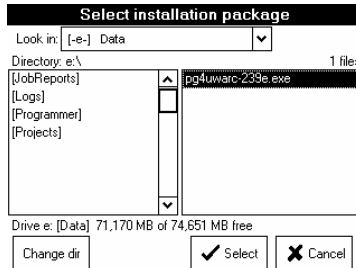 Select installation package
Look in: [-e-] Data
Directory: e:\ 1 files
[JobReports] pg4uwarc-239e.exe
[Logs]
[Programmer]
[Projects]
Drive e: [Data] 71,170 MB of 74,651 MB free
Change dir Select Cancel